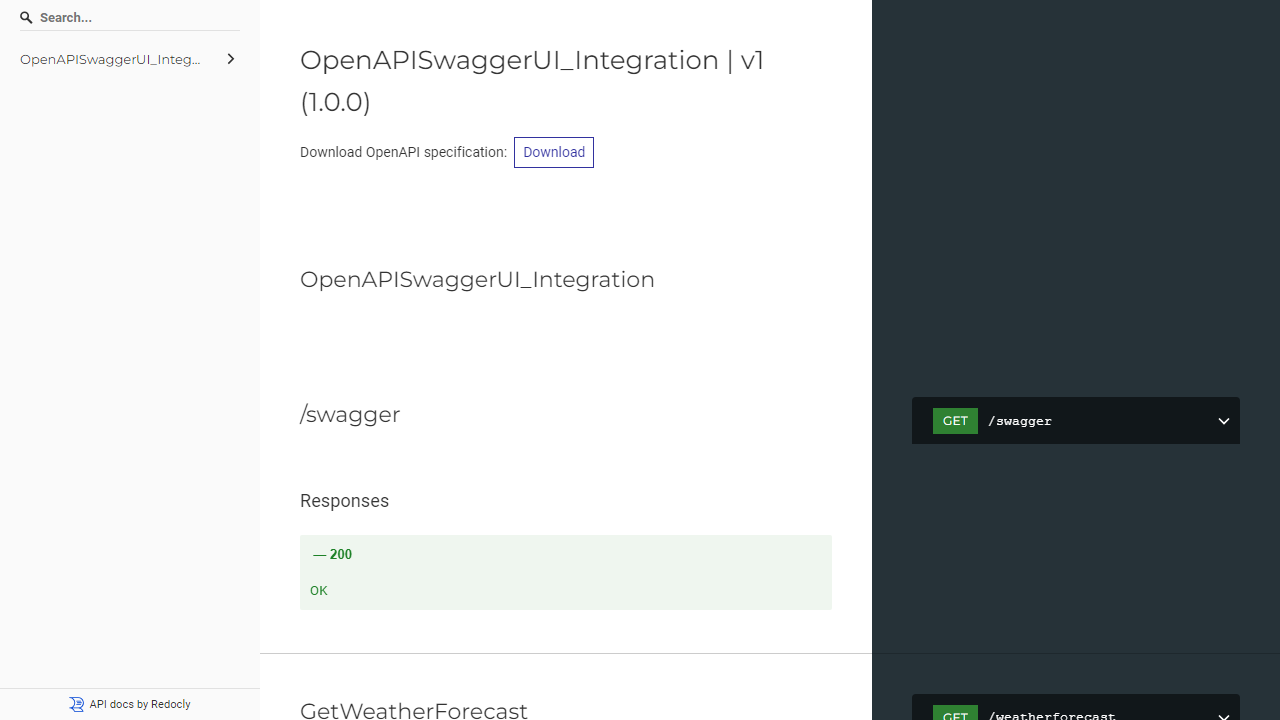 Search...
OpenAPISwaggerUI_Integ...
API docs by Redocly
OpenAPISwaggerUI_Integration | v1
(1.0.0)
Download OpenAPI specification: Download
OpenAPISwaggerUI_Integration
/swagger
GET /swagger
Responses
— 200
OK
GetWeatherForecast
GET /weatherforecast